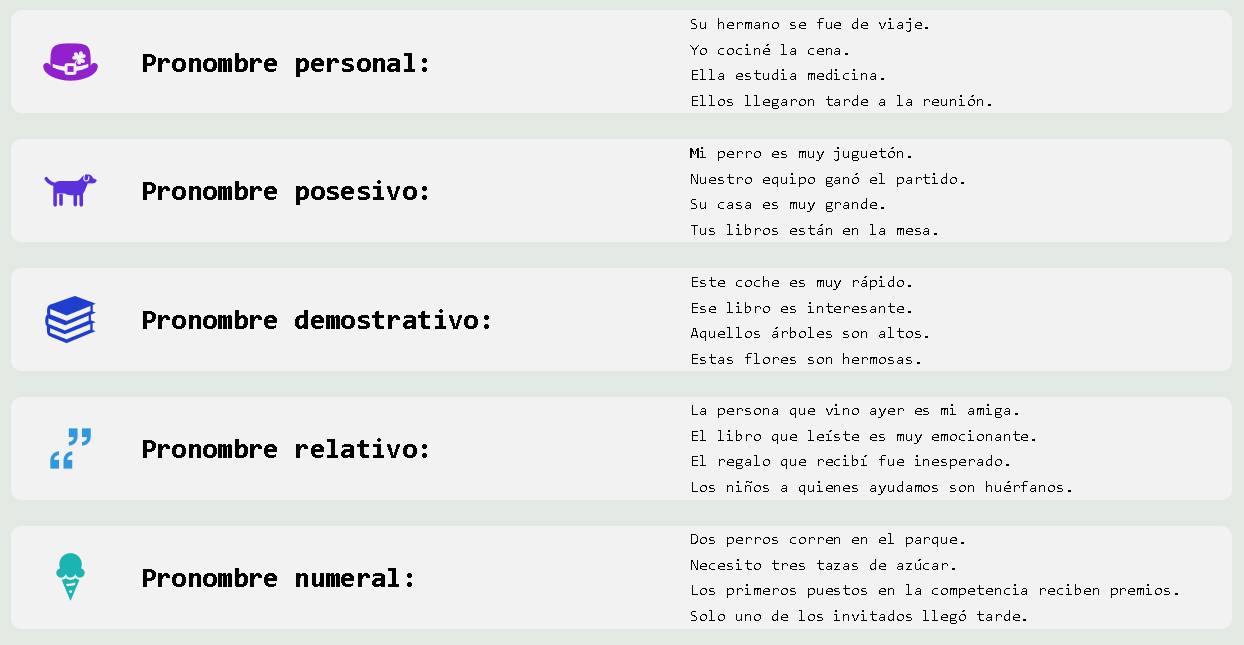 Pronombre personal:
Su hermano se fue de viaje.
Yo cociné la cena.
Ella estudia medicina.
Ellos llegaron tarde a la reunión.
Pronombre posesivo:
Mi perro es muy juguetón.
Nuestro equipo ganó el partido.
Su casa es muy grande.
Tus libros están en la mesa.
Pronombre demostrativo:
Este coche es muy rápido.
Ese libro es interesante.
Aquellos árboles son altos.
Estas flores son hermosas.
Pronombre relativo:
La persona que vino ayer es mi amiga.
El libro que leíste es muy emocionante.
El regalo que recibí fue inesperado.
Los niños a quienes ayudamos son huérfanos.
Pronombre numeral:
Dos perros corren en el parque.
Necesito tres tazas de azúcar.
Los primeros puestos en la competencia reciben premios.
Solo uno de los invitados llegó tarde.